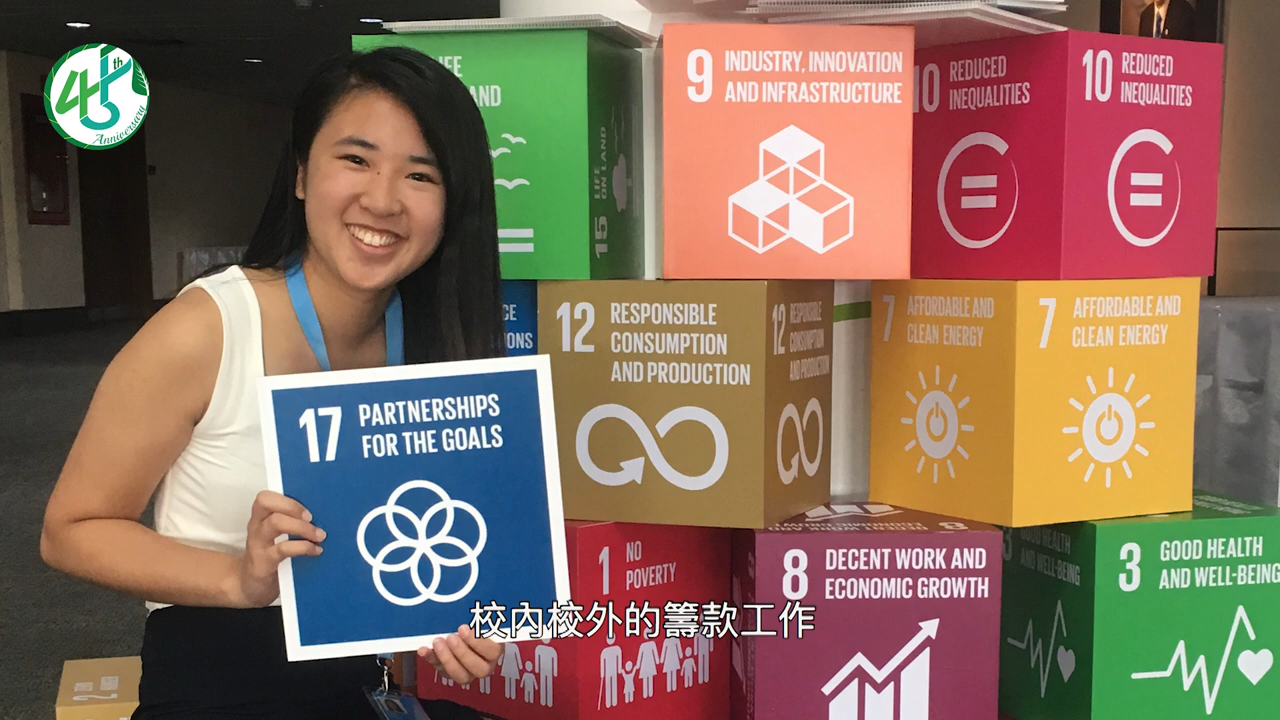 45th
Anniversary
LIFE
AND
15 LIFE
ON LAND
9 INDUSTRY, INNOVATION
AND INFRASTRUCTURE
10 REDUCED
INEQUALITIES
10 REDUCED
INEQUALITIES
IONS
12 RESPONSIBLE
CONSUMPTION
AND PRODUCTION
12 RESPONSIBLE
CONSUMPTION
AND PRODUCTION
7 AFFORDABLE AND
CLEAN ENERGY
7 AFFORDABLE AND
CLEAN ENERGY
17 PARTNERSHIPS
FOR THE GOALS
1 NO
POVERTY
8
8 DECENT WORK AND
ECONOMIC GROWTH
3 GOOD HEALTH
AND WELL-BEING
3 GOOD HEALTH
AND WELL-BEING
校內校外的籌款工作